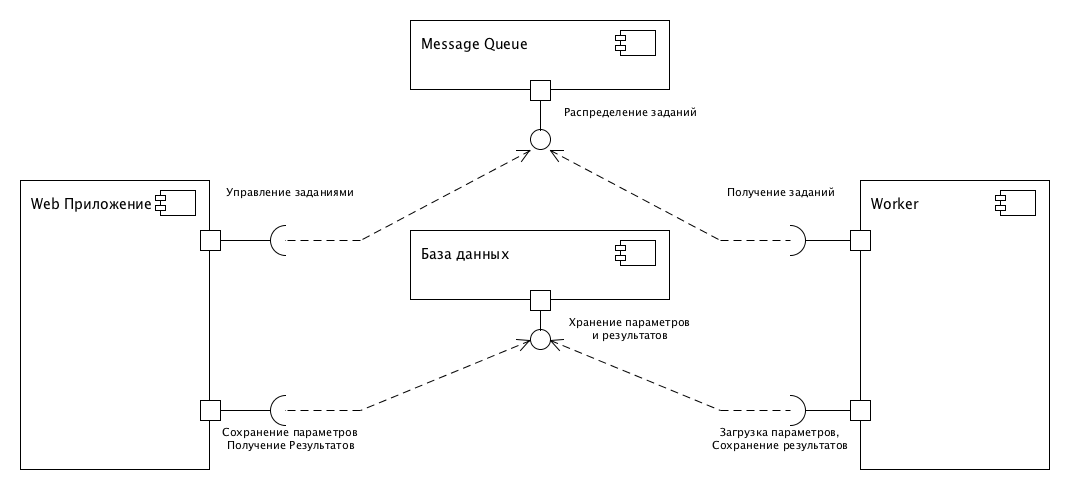 Message Queue
Распределение заданий
Управление заданиями
Получение заданий
Web Приложение
Worker
База данных
Хранение параметров
и результатов
Сохранение параметров
Получение Результатов
Загрузка параметров,
Сохранение результатов